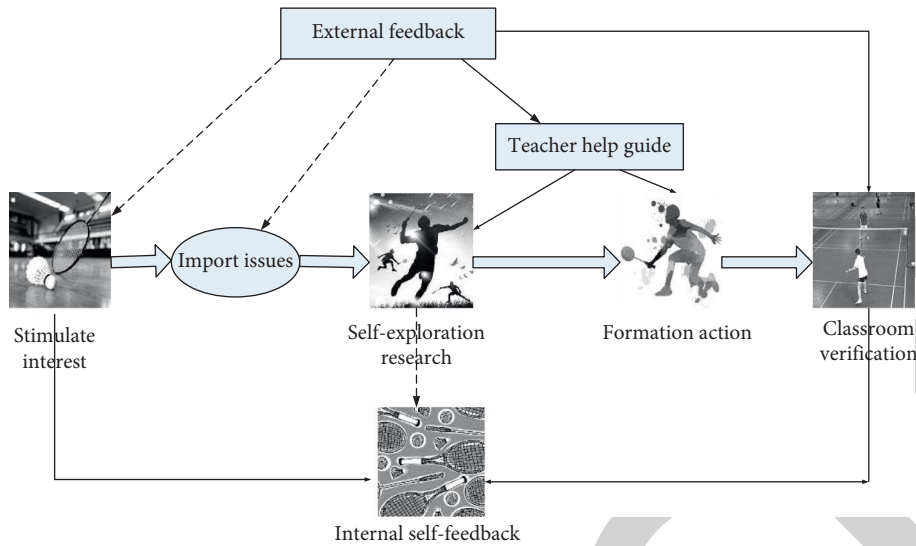 External feedback
Teacher help guide
Import issues
Stimulate
interest
Self-exploration
research
Formation action
Classroom
verification
Internal self-feedback